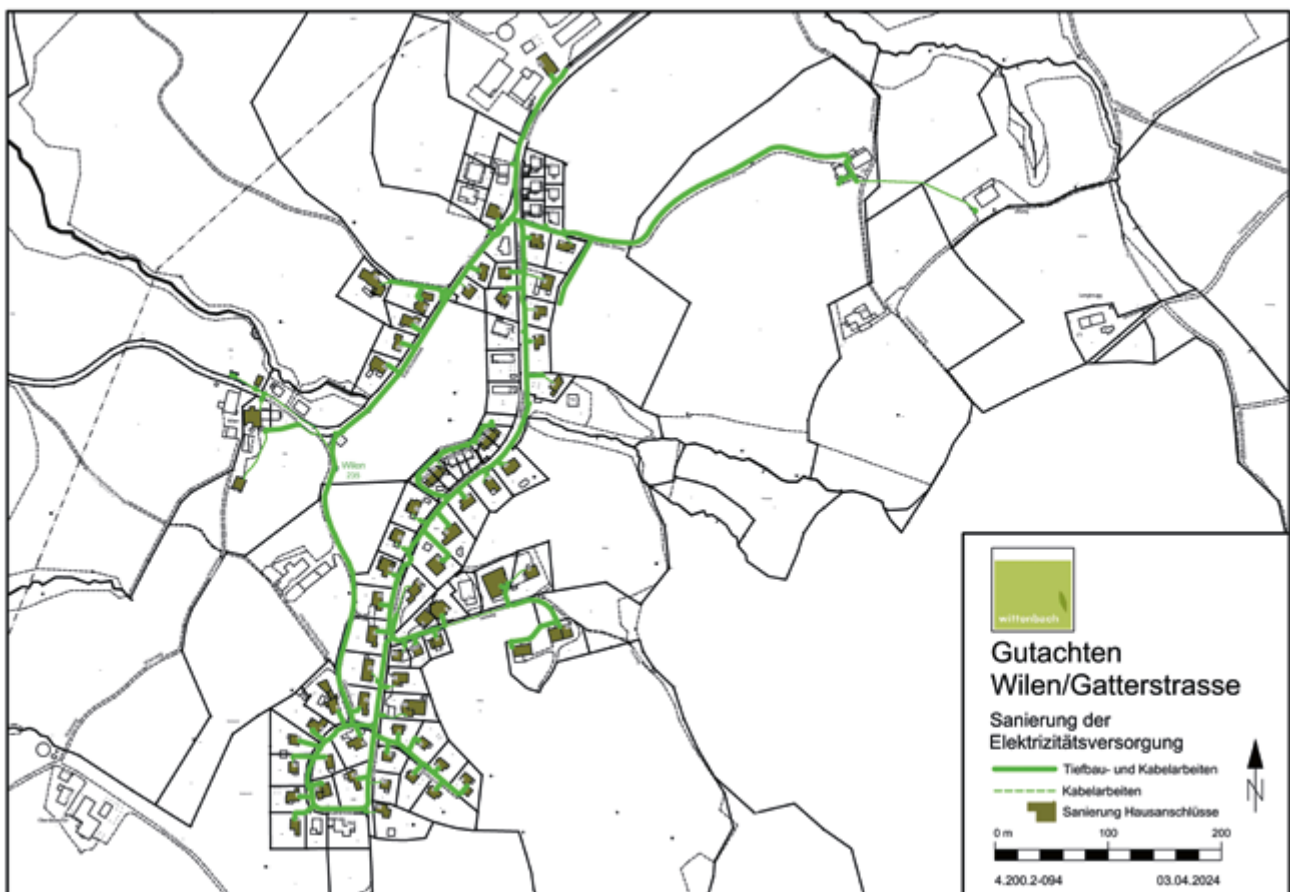 Wilen
wittenbach
Gutachten
Wilen/Gatterstrasse
Sanierung der
Elektrizitätsversorgung
Tiefbau- und Kabelarbeiten
Kabelarbeiten
Sanierung Hausanschlüsse
N
0 m 100 200
4.200.2-094 03.04.2024